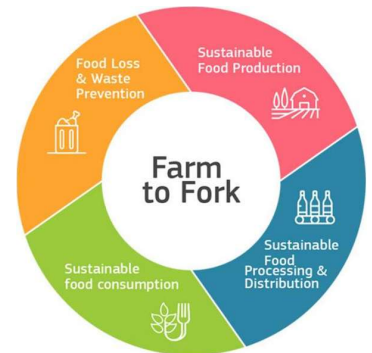 Food Loss
& Waste
Prevention
Sustainable
Food Production
Farm
to Fork
Sustainable
Food
Processing &
Distribution
Sustainable
food consumption